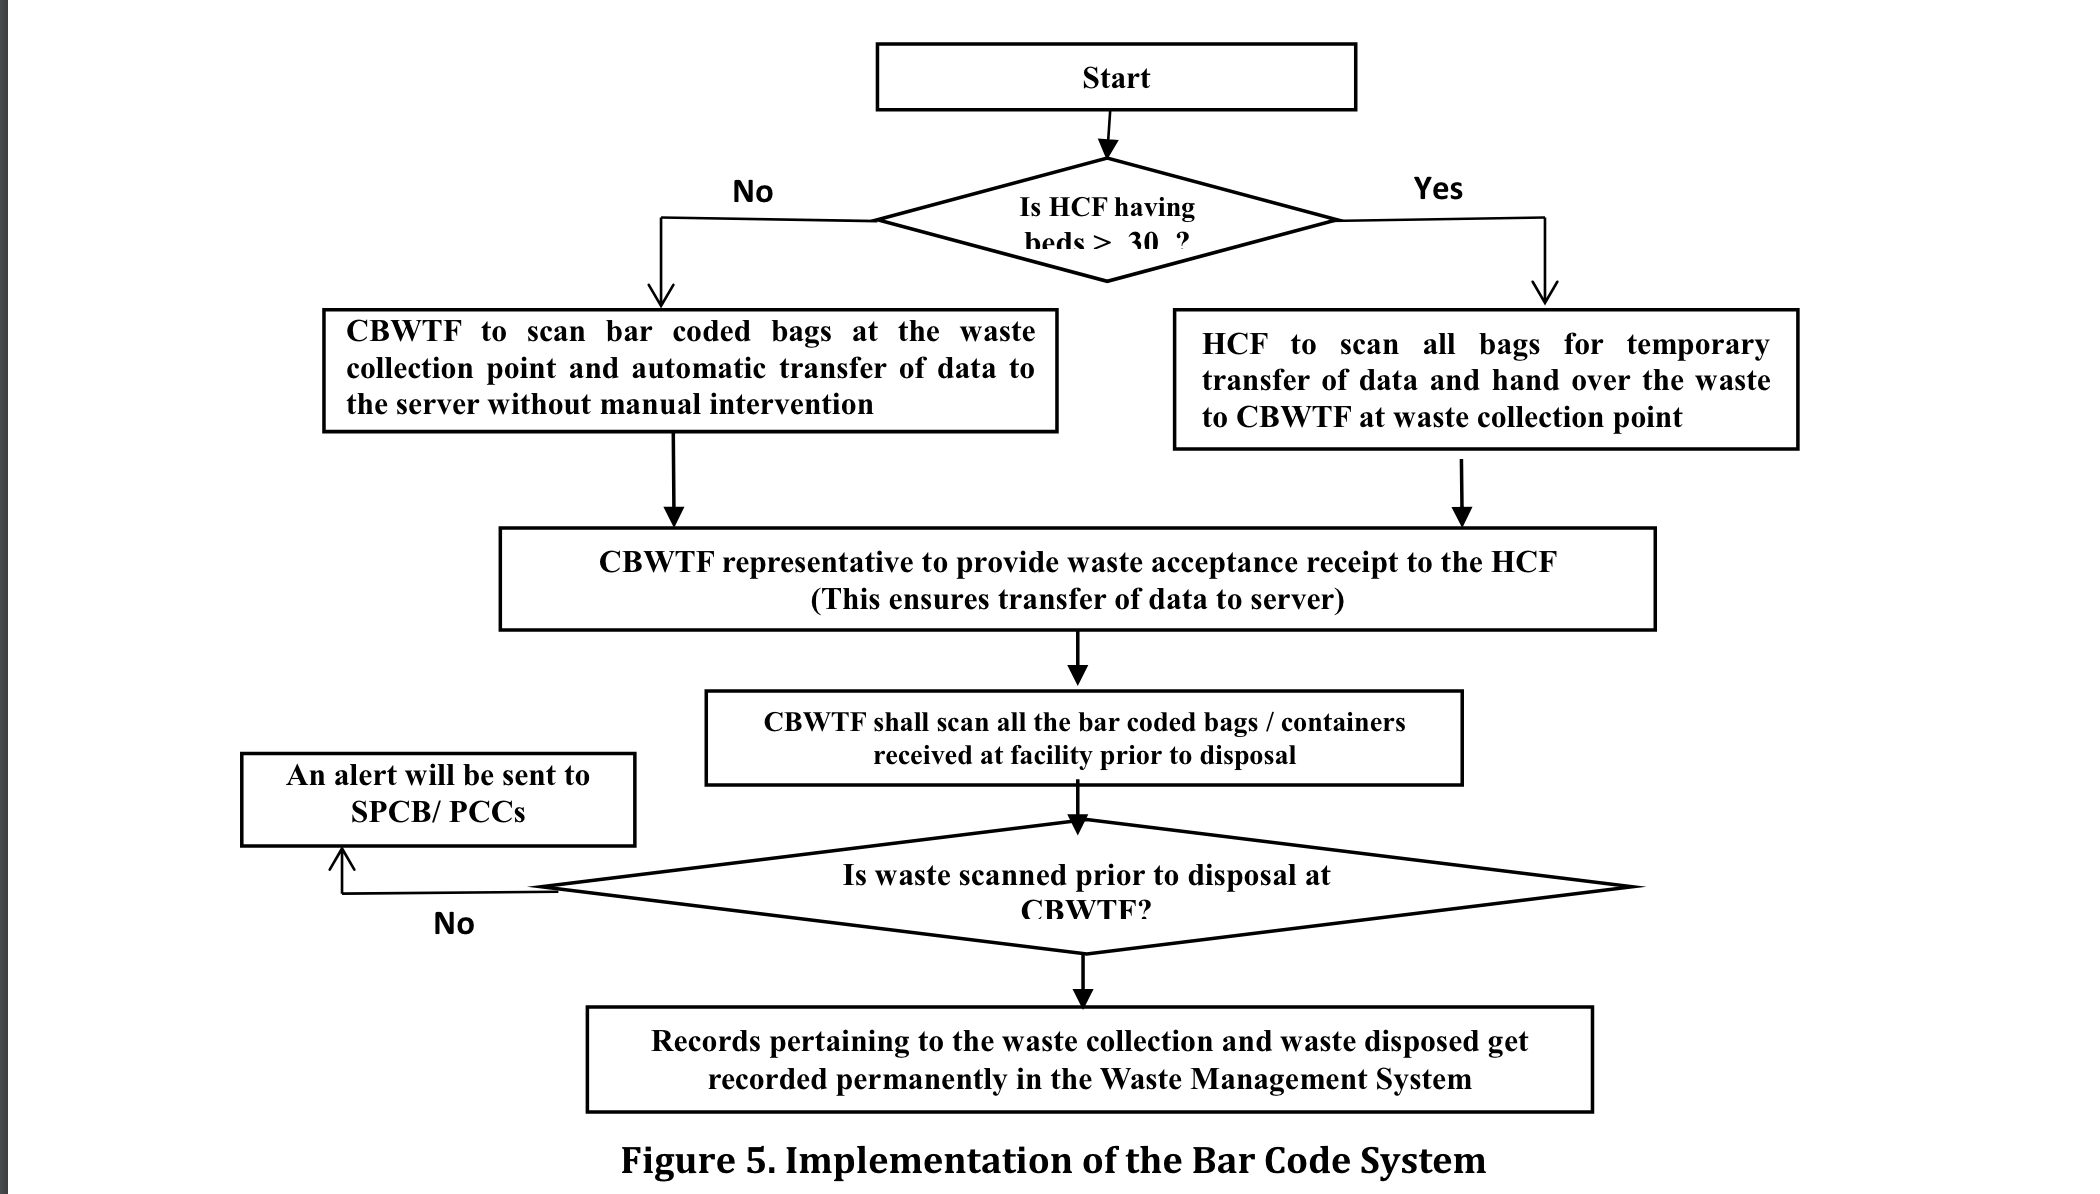 Start
No
Yes
Is HCF having
beds > 30 ?
CBWTF to scan bar coded bags at the waste
collection point and automatic transfer of data to
the server without manual intervention
HCF to scan all bags for temporary
transfer of data and hand over the waste
to CBWTF at waste collection point
CBWTF representative to provide waste acceptance receipt to the HCF
(This ensures transfer of data to server)
CBWTF shall scan all the bar coded bags / containers
received at facility prior to disposal
An alert will be sent to
SPCB/ PCCs
Is waste scanned prior to disposal at
CBWTF?
No
Records pertaining to the waste collection and waste disposed get
recorded permanently in the Waste Management System
Figure 5. Implementation of the Bar Code System